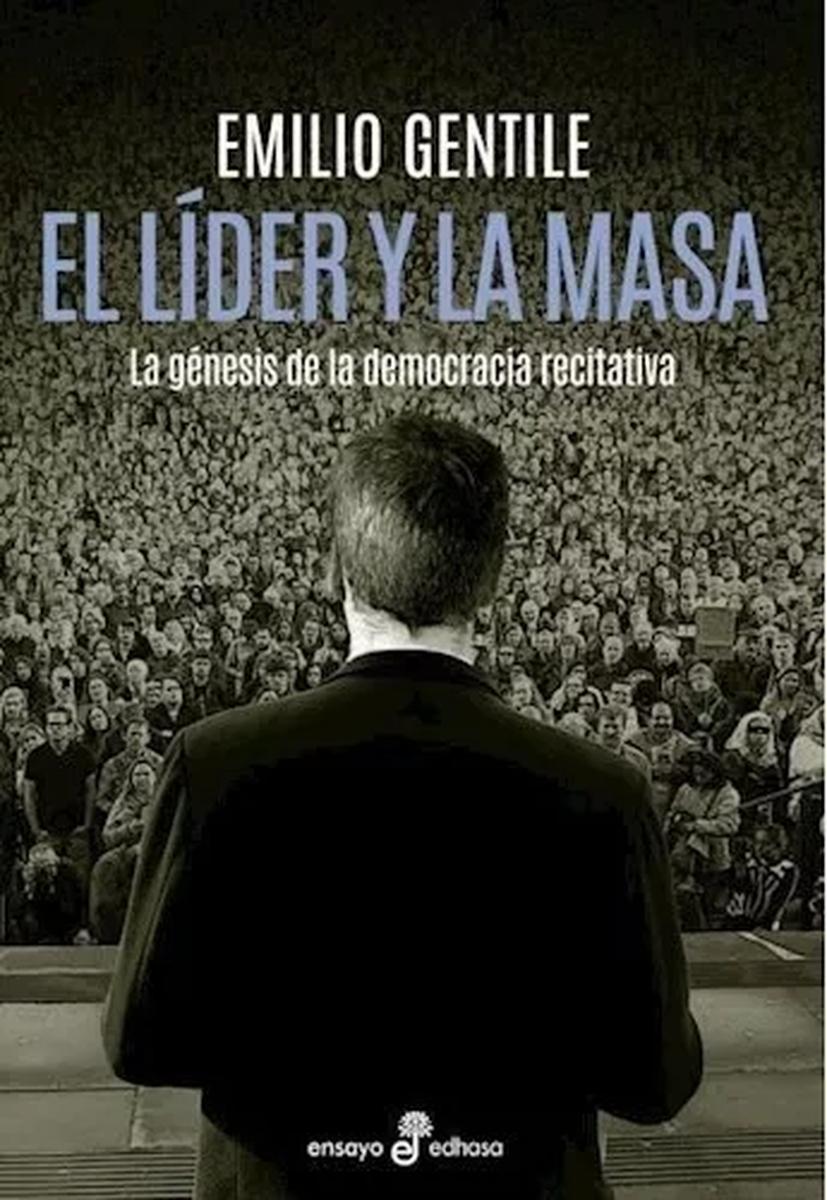 EMILIO GENTILE
EL LÍDER Y LA MASA
La génesis de la democracia recitativa
ensayo edhasa